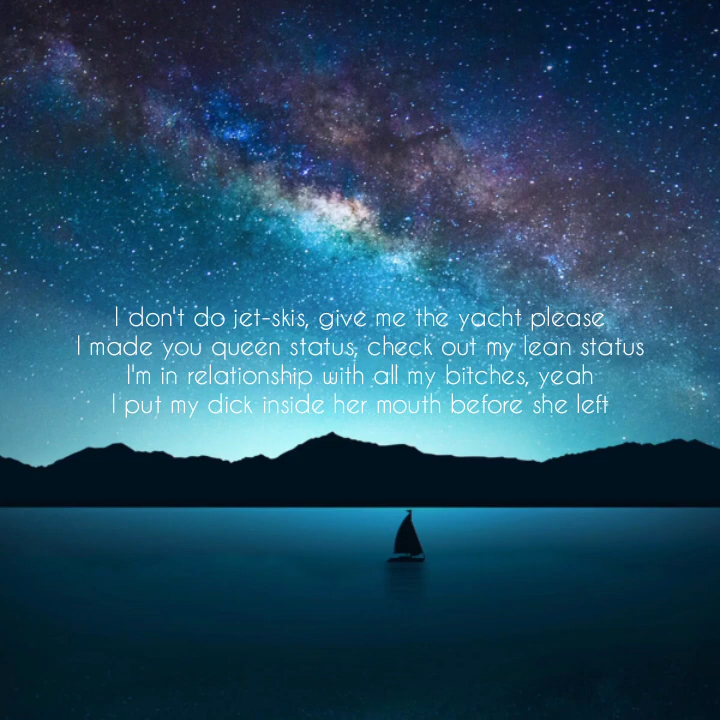 I don't do jet-skis, give me the yacht please
I made you queen status, check out my lean status
I'm in relationship with all my bitches, yeah
I put my dick inside her mouth before she left